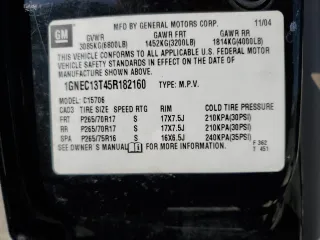 GM
MFD BY GENERAL MOTORS CORP. 11/04
GVWR GAWR FRT GAWR RR
3085KG(6800LB) 1452KG(3200LB) 1814KG(4000LB)
THIS VEHICLE CONFORMS TO ALL APPLICABLE U.S. FEDERAL MOTOR
VEHICLE SAFETY STANDARDS IN EFFECT ON THE DATE OF
MANUFACTURE SHOWN ABOVE.
1GNEC13T45R182160 TYPE: M.P.V.
MODEL: C15706
CAO3 TIRE SIZE SPEED RTG RIM COLD TIRE PRESSURE
FRT P265/70R17 S 17X7.5J 210KPA(30PSI)
RR P265/70R17 S 17X7.5J 210KPA(30PSI)
SPA P265/75R16 S 16X6.5J 240KPA(35PSI)
SEE OWNER'S MANUAL FOR MORE INFORMATION. F 362
T 451